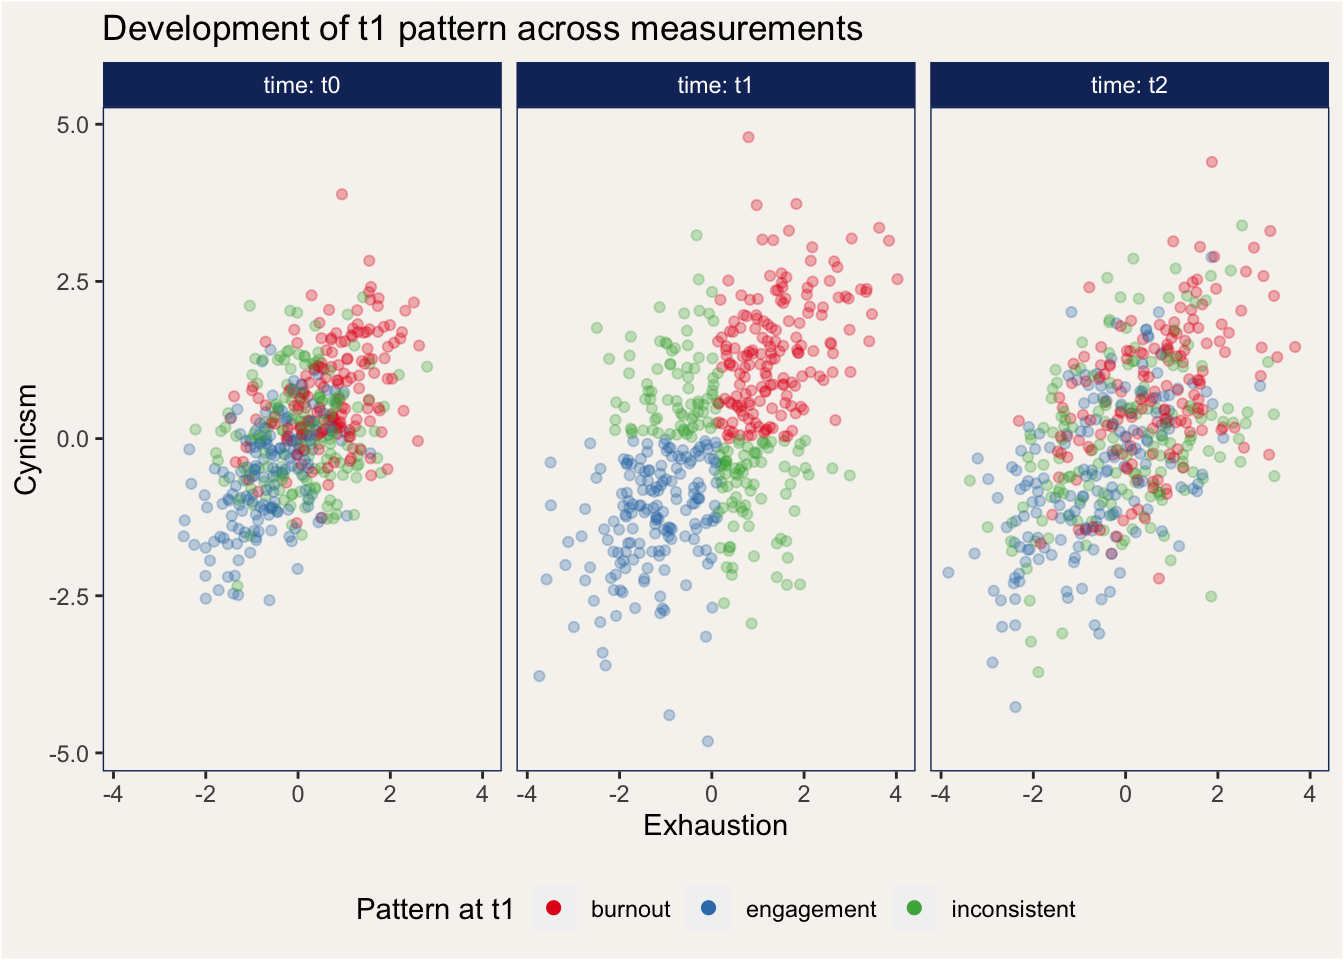 Development of t1 pattern across measurements
time: t0
time: t1
time: t2
Cynicsm
5.0
2.5
0.0
-2.5
-5.0
-4 -2 0 2 4
-4 -2 0 2 4
-4 -2 0 2 4
Exhaustion
Pattern at t1 burnout engagement inconsistent